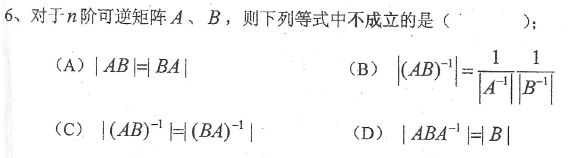 6、对于n阶可逆矩阵A、B，则下列等式中不成立的是（　　）;
（A）| AB |=| BA |　　（B）|(AB)⁻¹| = 1/|A⁻¹| 1/|B⁻¹|
（C） |(AB)⁻¹ |=|(BA)⁻¹ |　　（D） | ABA⁻¹ |=| B |